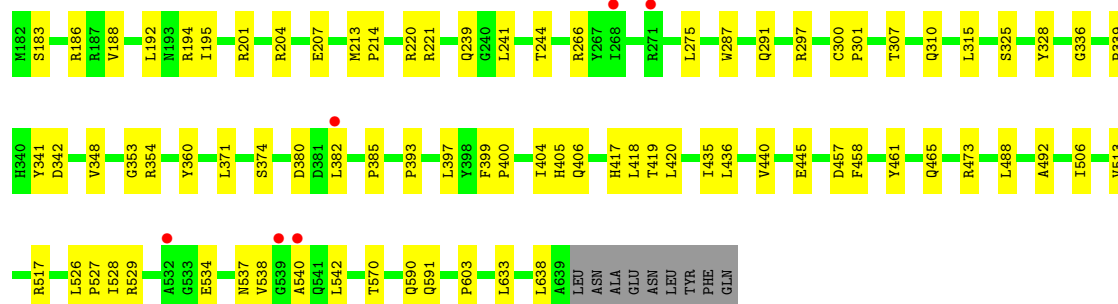 M182 S183 R186 R187 V188 L192 N193 R194 I195 R201 R204 E207 M213 P214 R220 R221 Q239 G240 L241 T244 R266 Y267 I268 R271 L275 W287 Q291 R297 C300 P301 T307 Q310 L315 S325 Y328 G336
H340 Y341 D342 V348 G353 R354 Y360 L371 S374 D380 D381 L382 P385 P393 L397 Y398 F399 P400 I404 H405 Q406 H417 L418 T419 L420 I435 L436 V440 E445 D457 F458 Y461 Q465 R473 L488 A492 I506
R517 L526 P527 I528 R529 A532 G533 E534 N537 V538 G539 A540 Q541 L542 T570 Q590 Q591 P603 L633 L638 A639 LEU ASN ALA GLU ASN LEU TYR PHE GLN